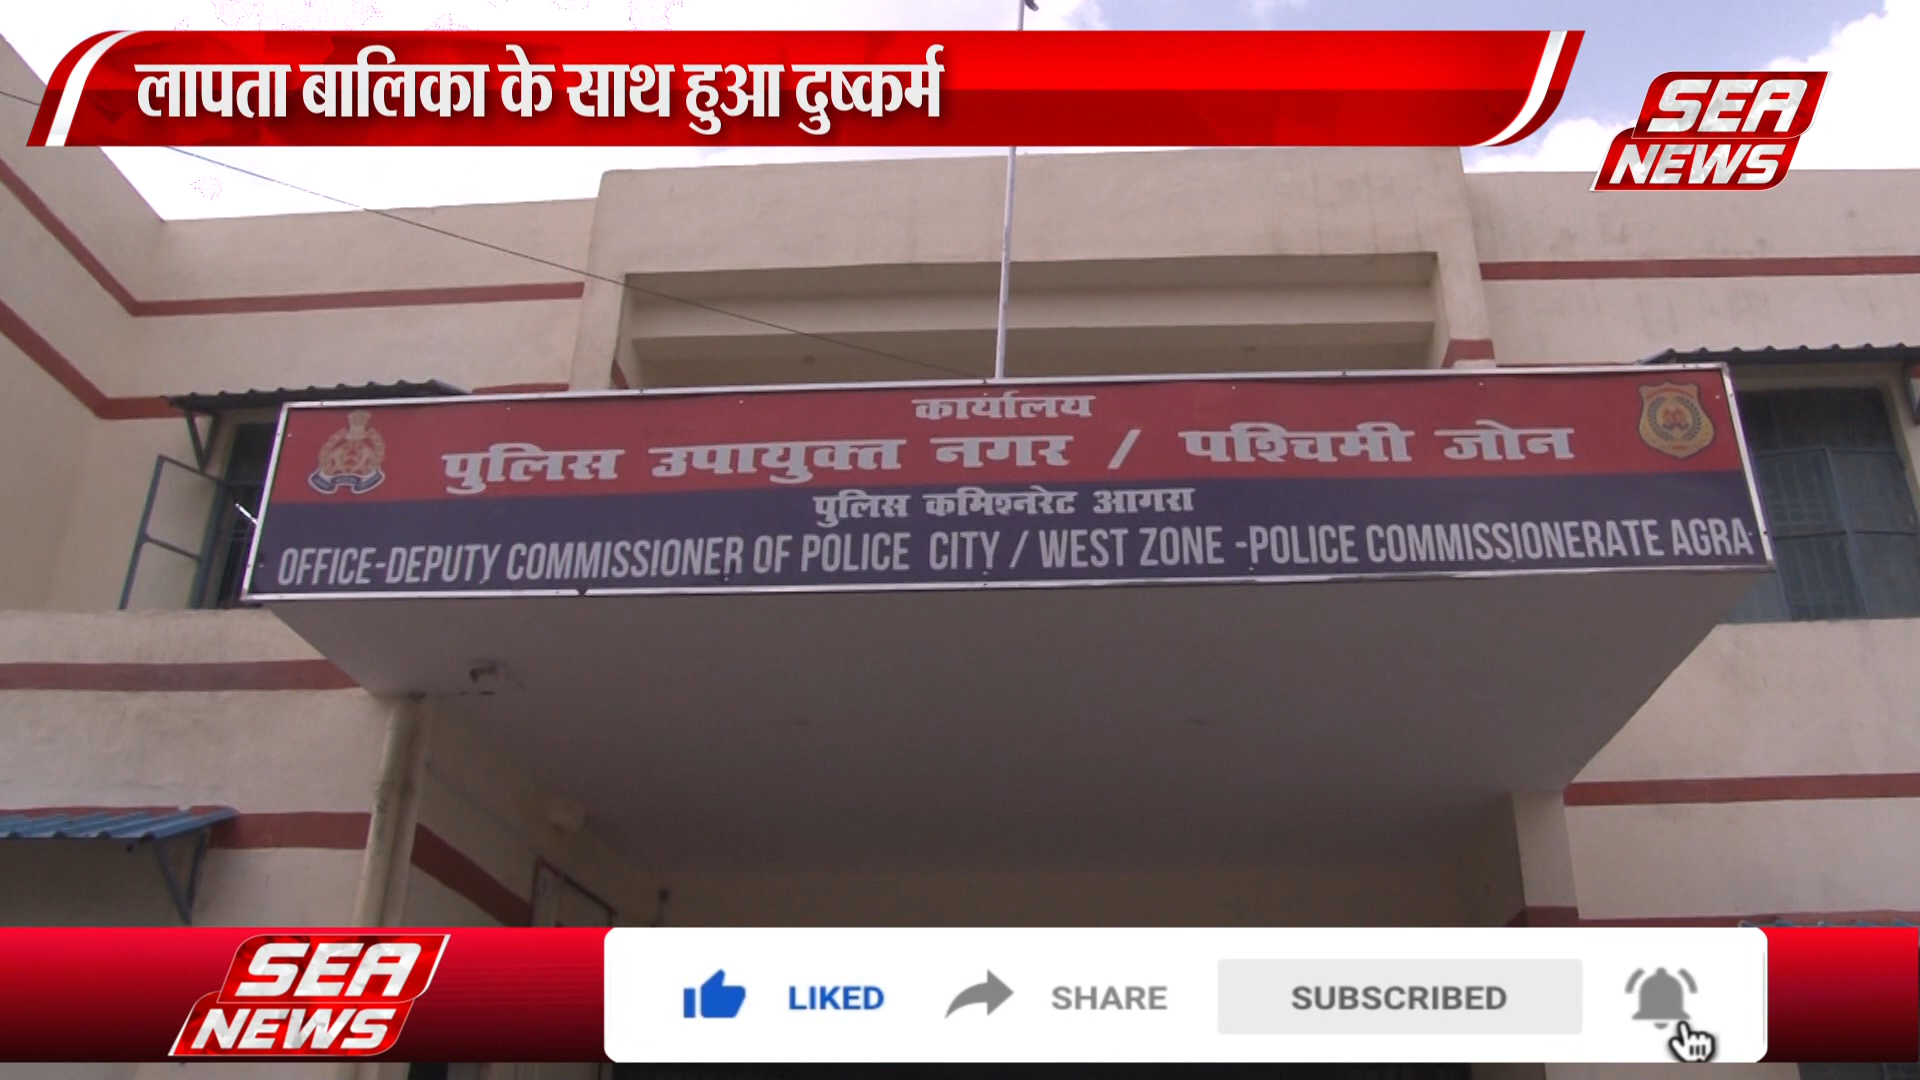 लापता बालिका के साथ हुआ दुष्कर्म
SEA
NEWS
कार्यालय
पुलिस उपायुक्त नगर / पश्चिमी जोन
पुलिस कमिश्नरेट आगरा
OFFICE-DEPUTY COMMISSIONER OF POLICE CITY / WEST ZONE -POLICE COMMISSIONERATE AGRA
SEA
NEWS
LIKED SHARE SUBSCRIBED